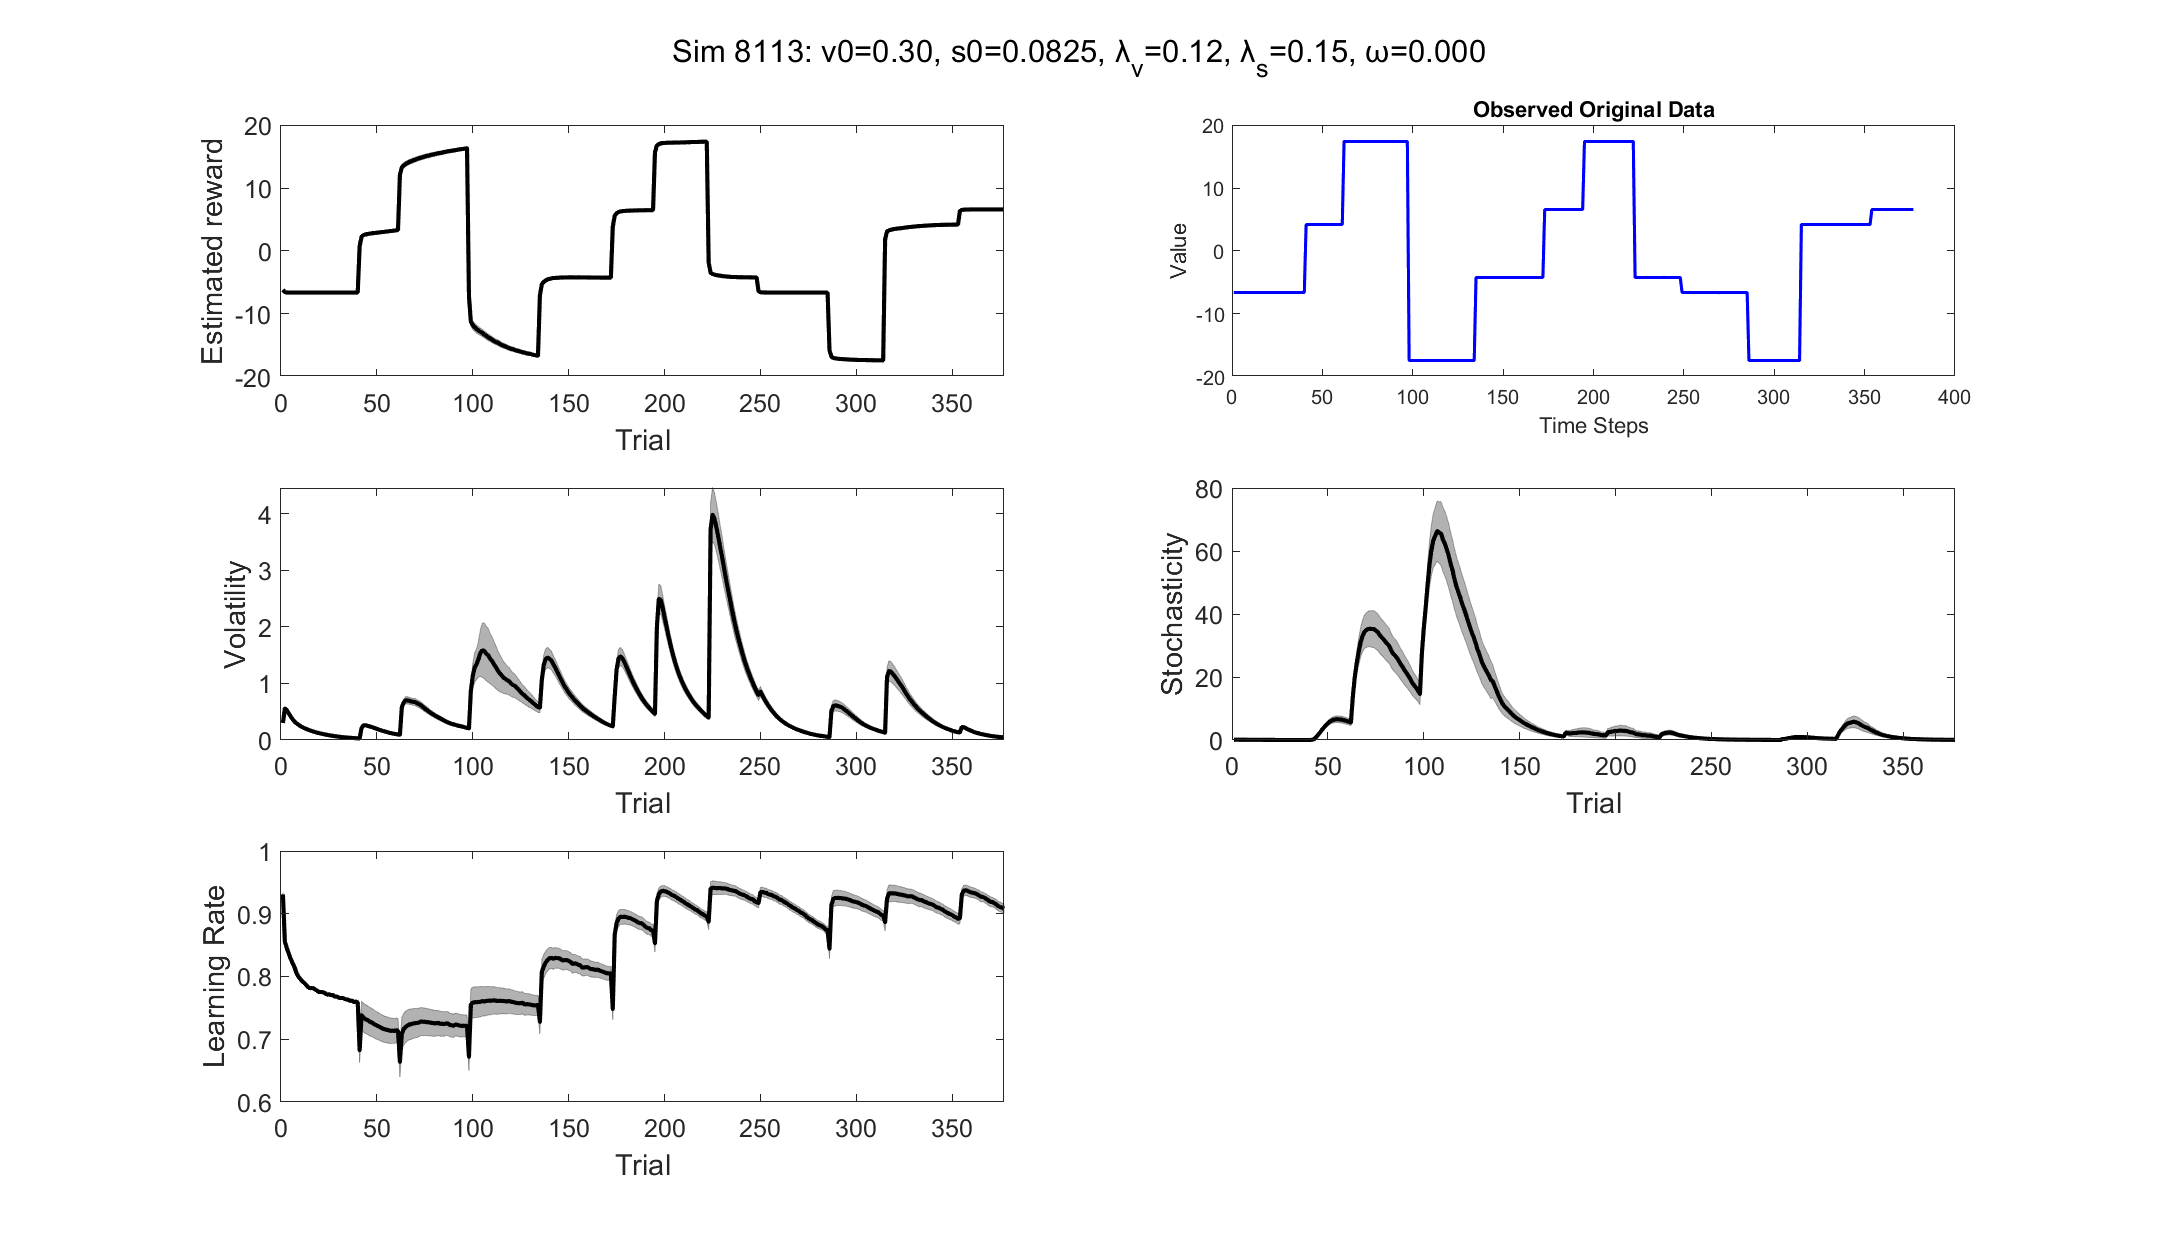 Sim 8113: v0=0.30, s0=0.0825, λv=0.12, λs=0.15, ω=0.000
Estimated reward
20
10
0
-10
-20
0 50 100 150 200 250 300 350
Trial
Observed Original Data
Value
20
10
0
-10
-20
0 50 100 150 200 250 300 350 400
Time Steps
Volatility
4
3
2
1
0
0 50 100 150 200 250 300 350
Trial
Stochasticity
80
60
40
20
0
0 50 100 150 200 250 300 350
Trial
Learning Rate
1
0.9
0.8
0.7
0.6
0 50 100 150 200 250 300 350
Trial